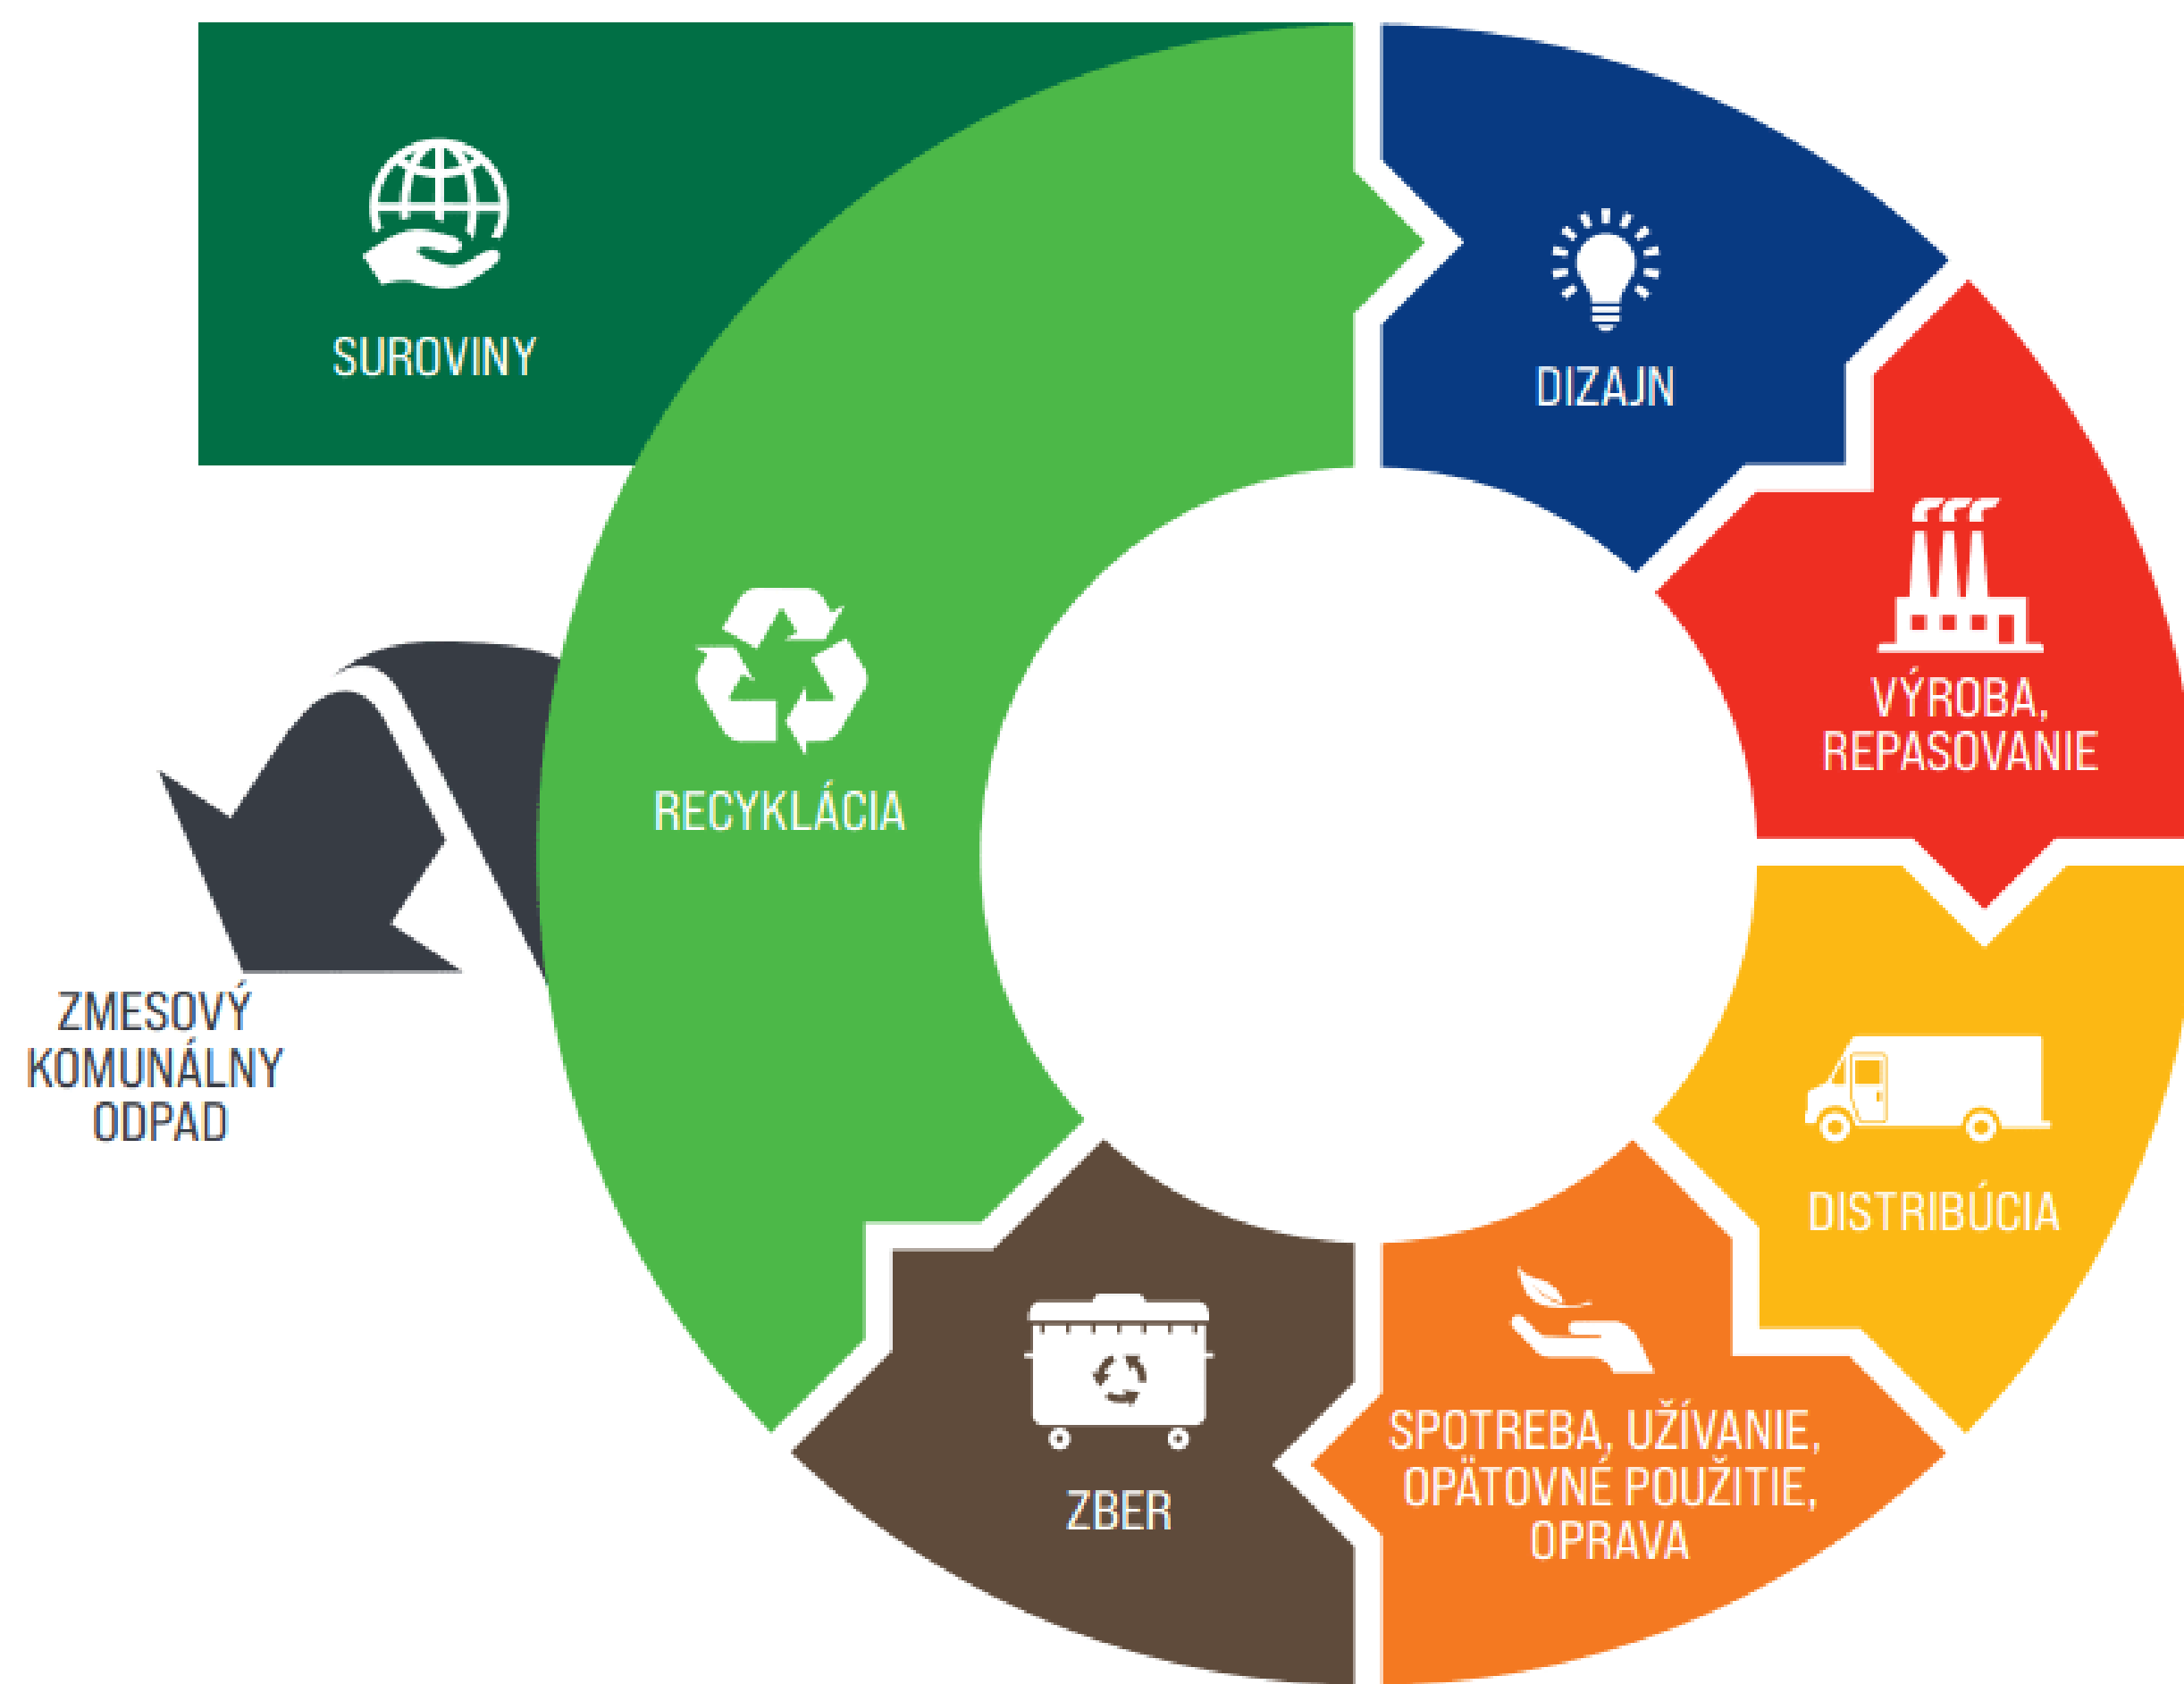 SUROVINY
DIZAJN
VÝROBA,
REPASOVANIE
RECYKLÁCIA
ZMESOVÝ
KOMUNÁLNY
ODPAD
DISTRIBÚCIA
SPOTREBA, UŽÍVANIE,
OPÄTOVNÉ POUŽITIE,
OPRAVA
ZBER